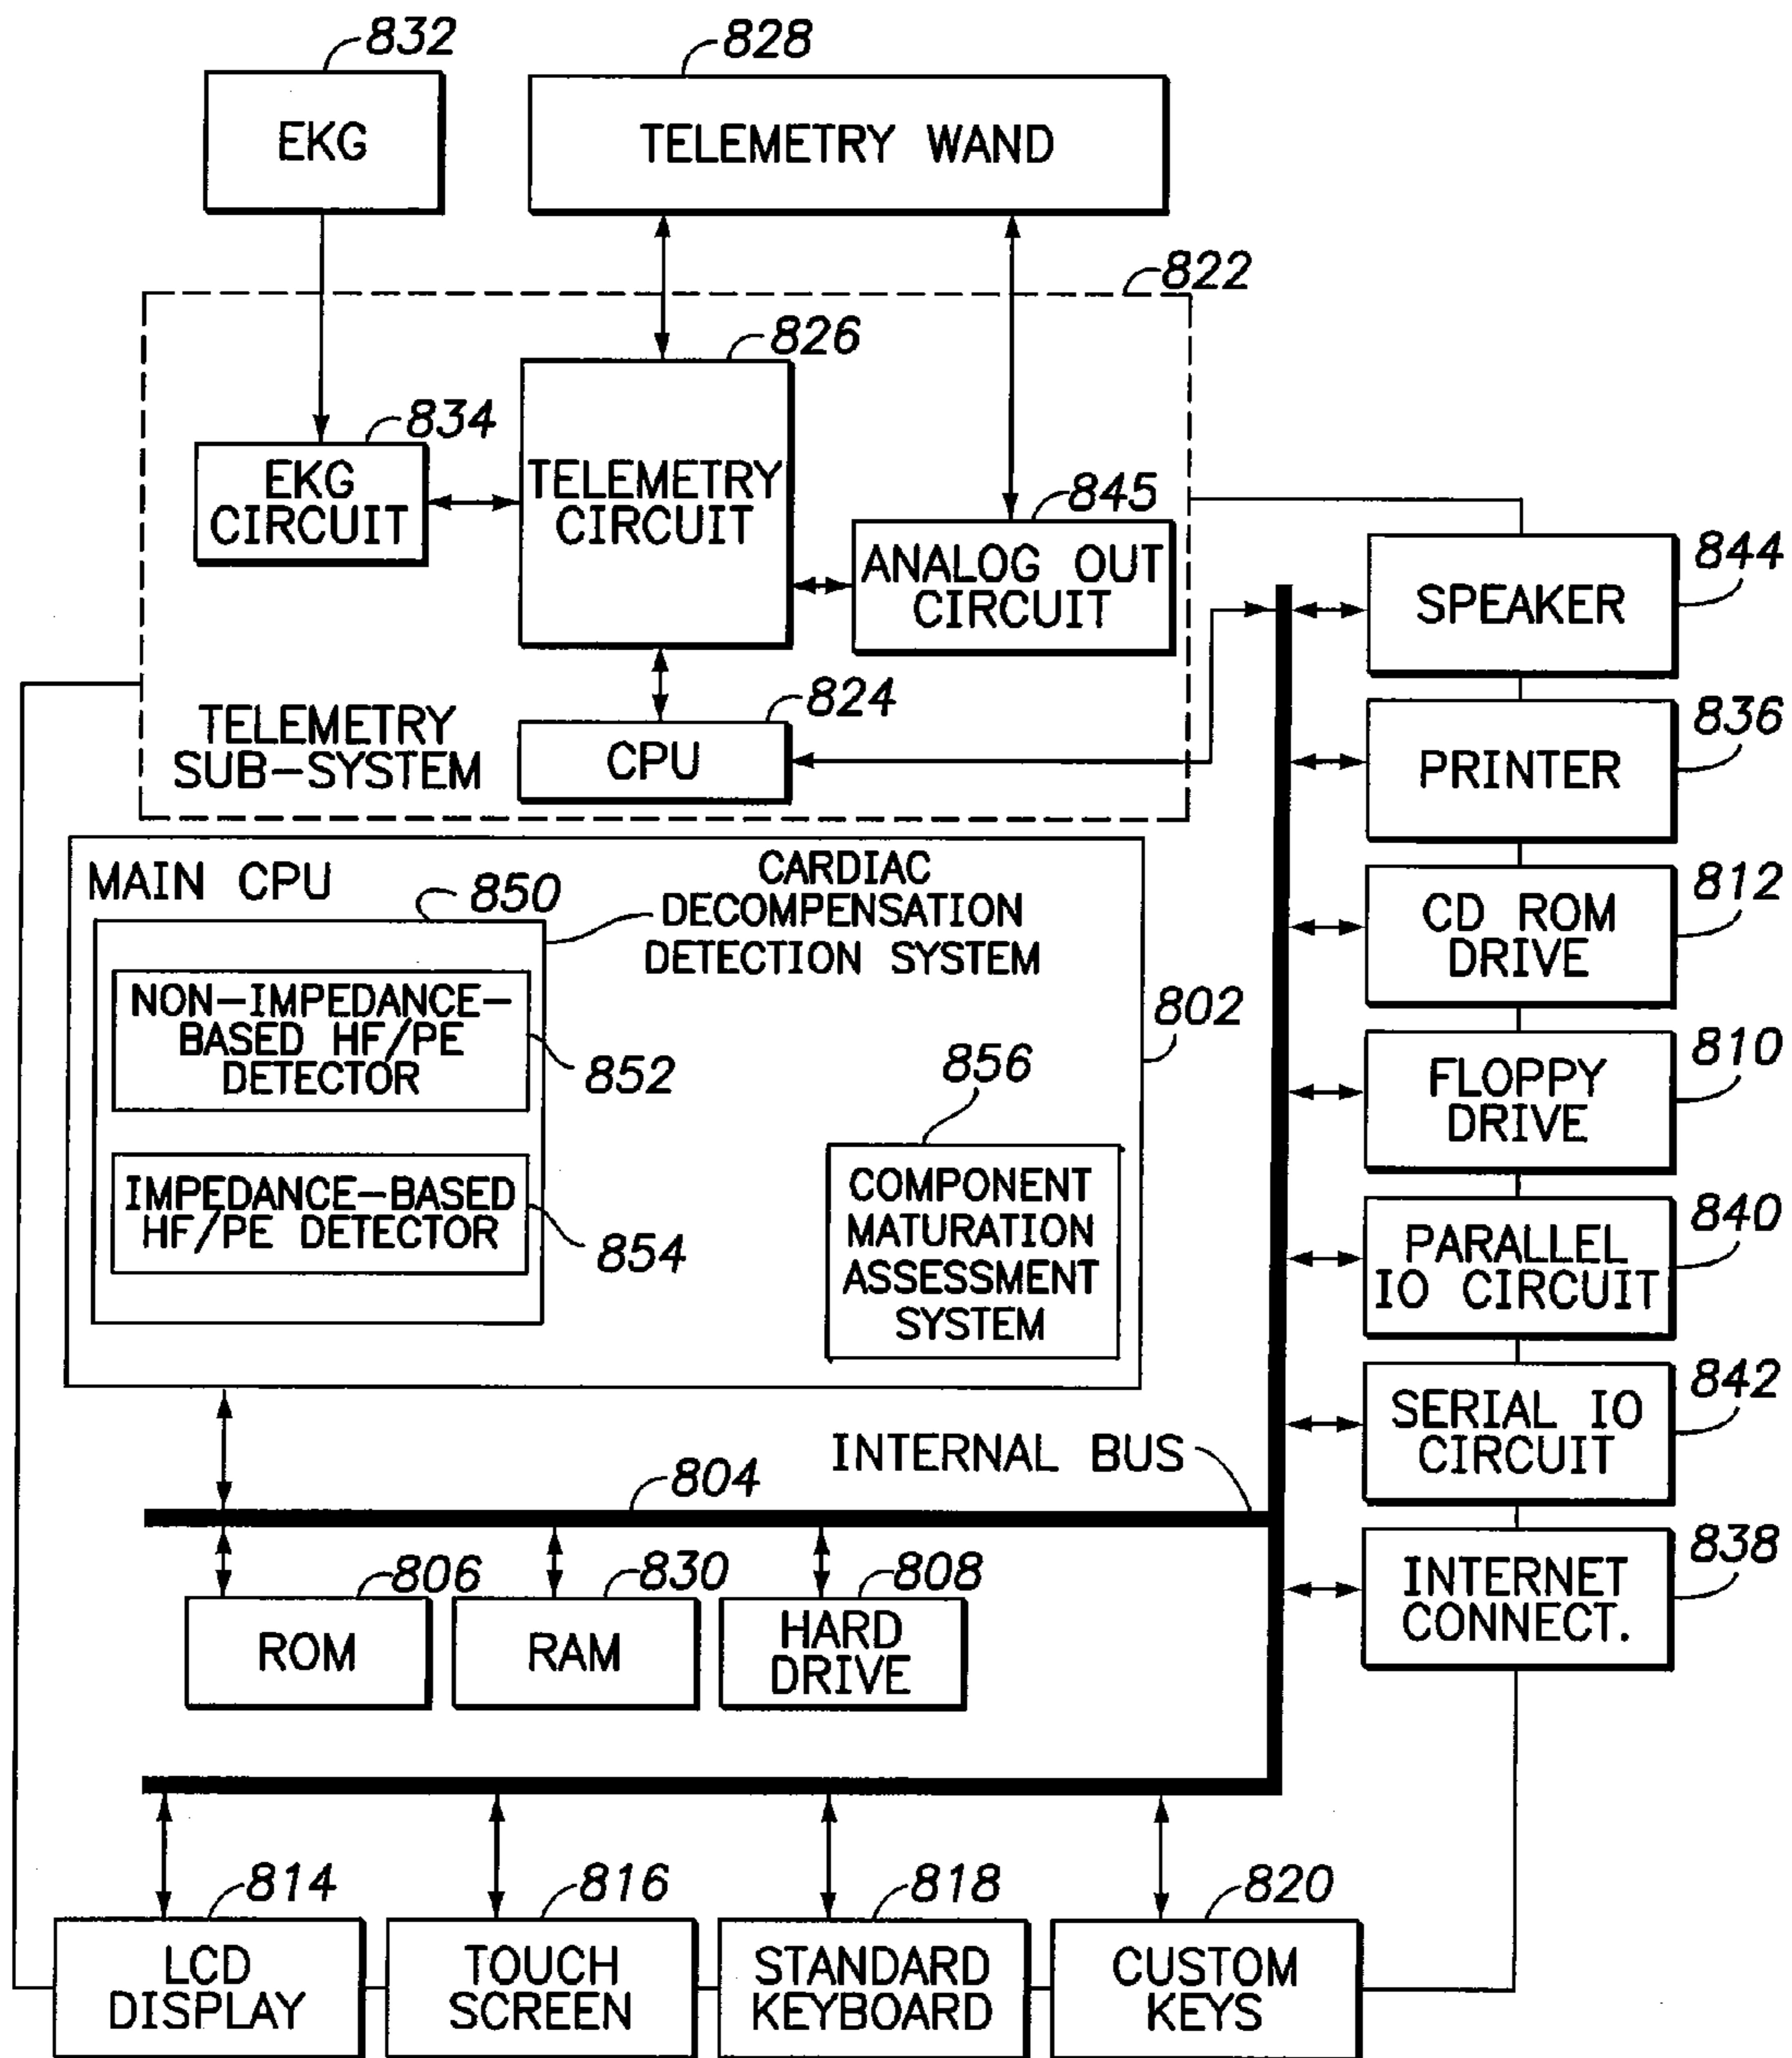 832
828
EKG
TELEMETRY WAND
822
826
834
EKG
CIRCUIT
TELEMETRY
CIRCUIT
845
ANALOG OUT
CIRCUIT
844
SPEAKER
824
CPU
TELEMETRY
SUB-SYSTEM
836
PRINTER
MAIN CPU
850
CARDIAC
DECOMPENSATION
DETECTION SYSTEM
812
CD ROM
DRIVE
NON-IMPEDANCE-
BASED HF/PE
DETECTOR
852
802
856
810
FLOPPY
DRIVE
IMPEDANCE-BASED
HF/PE DETECTOR
854
COMPONENT
MATURATION
ASSESSMENT
SYSTEM
840
PARALLEL
IO CIRCUIT
842
SERIAL IO
CIRCUIT
INTERNAL BUS
804
838
INTERNET
CONNECT.
806
830
808
ROM
RAM
HARD
DRIVE
814
816
818
820
LCD
DISPLAY
TOUCH
SCREEN
STANDARD
KEYBOARD
CUSTOM
KEYS